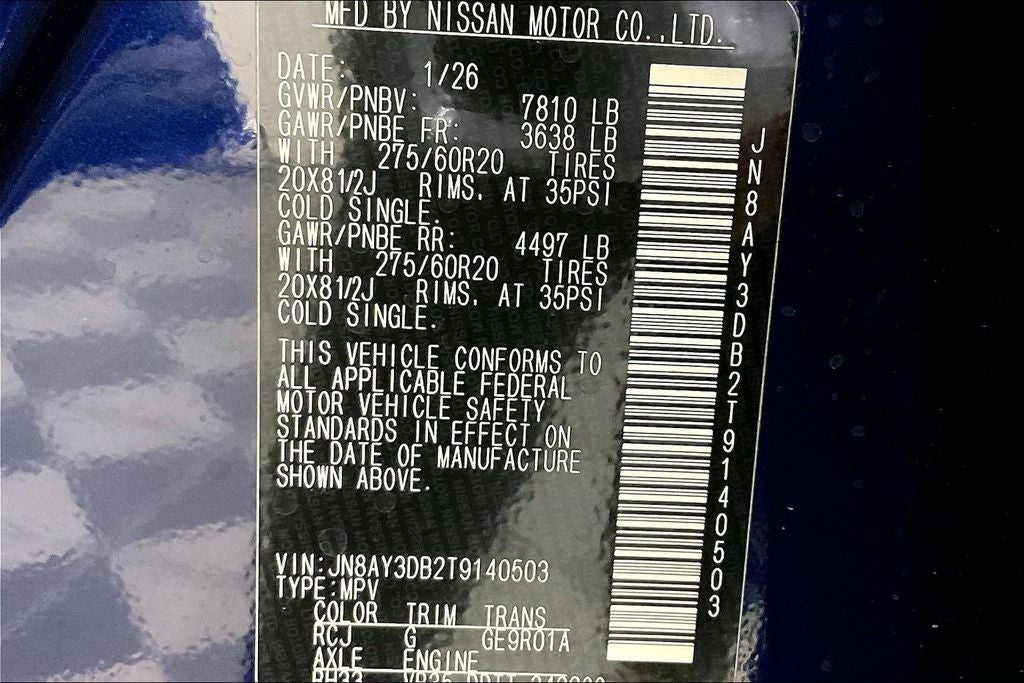 MFD BY NISSAN MOTOR CO.,LTD.
DATE: 1/26
GVWR/PNBV: 7810 LB
GAWR/PNBE FR: 3638 LB
WITH 275/60R20 TIRES
20X81/2J RIMS. AT 35PSI
COLD SINGLE.
GAWR/PNBE RR: 4497 LB
WITH 275/60R20 TIRES
20X81/2J RIMS. AT 35PSI
COLD SINGLE.
THIS VEHICLE CONFORMS TO
ALL APPLICABLE FEDERAL
MOTOR VEHICLE SAFETY
STANDARDS IN EFFECT ON
THE DATE OF MANUFACTURE
SHOWN ABOVE.
VIN:JN8AY3DB2T9140503
TYPE:MPV
COLOR TRIM TRANS
RCJ G GE9R01A
AXLE ENGINE
JN8AY3DB2T9140503